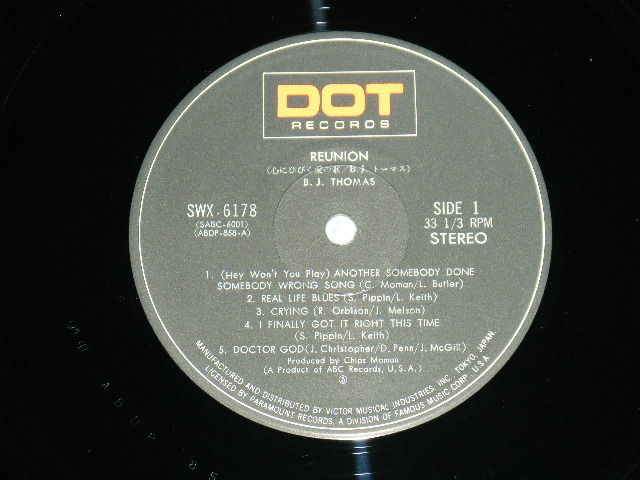 DOT
RECORDS
REUNION
(心にひびく愛の歌/B.J. トーマス)
B. J. THOMAS
SWX-6178
(SABC-6001)
(ABDP-858-A)
SIDE 1
33 1/3 RPM
STEREO
1. (Hey Won't You Play) ANOTHER SOMEBODY DONE
SOMEBODY WRONG SONG (C. Moman/L. Butler)
2. REAL LIFE BLUES (S. Pippin/L. Keith)
3. CRYING (R. Orbison/J. Melson)
4. I FINALLY GOT IT RIGHT THIS TIME
(S. Pippin/L. Keith)
5. DOCTOR GOD (J. Christopher/D. Penn/J. McGill)
Produced by Chips Moman
(A Product of ABC Records, U.S.A.)
MANUFACTURED AND DISTRIBUTED BY VICTOR MUSICAL INDUSTRIES, INC. TOKYO, JAPAN.
LICENSED BY PARAMOUNT RECORDS, A DIVISION OF FAMOUS MUSIC CORP. U.S.A.